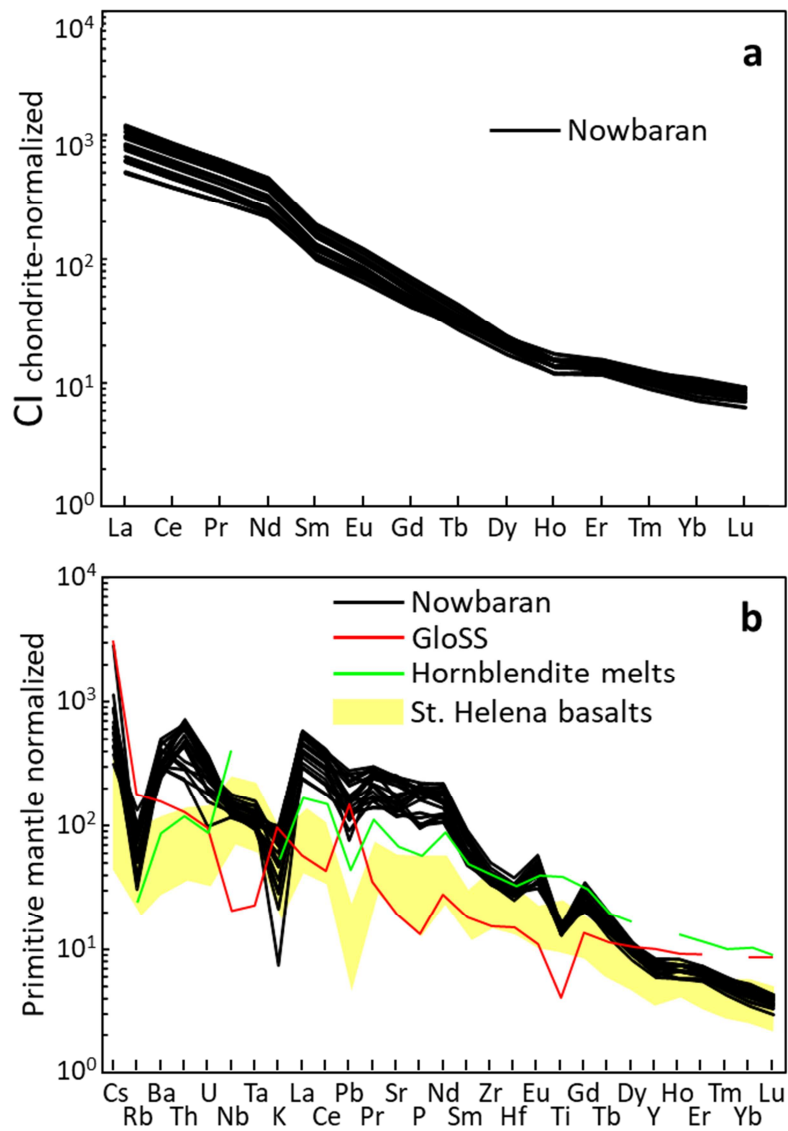 a
CI chondrite-normalized
10⁴
10³
10²
10¹
10⁰
Nowbaran
La Ce Pr Nd Sm Eu Gd Tb Dy Ho Er Tm Yb Lu
b
Primitive mantle normalized
10⁴
10³
10²
10¹
10⁰
Nowbaran
GloSS
Hornblendite melts
St. Helena basalts
Cs Ba U Ta La Pb Sr Nd Zr Eu Gd Dy Ho Tm Lu
Rb Th Nb K Ce Pr P Sm Hf Ti Tb Y Er Yb